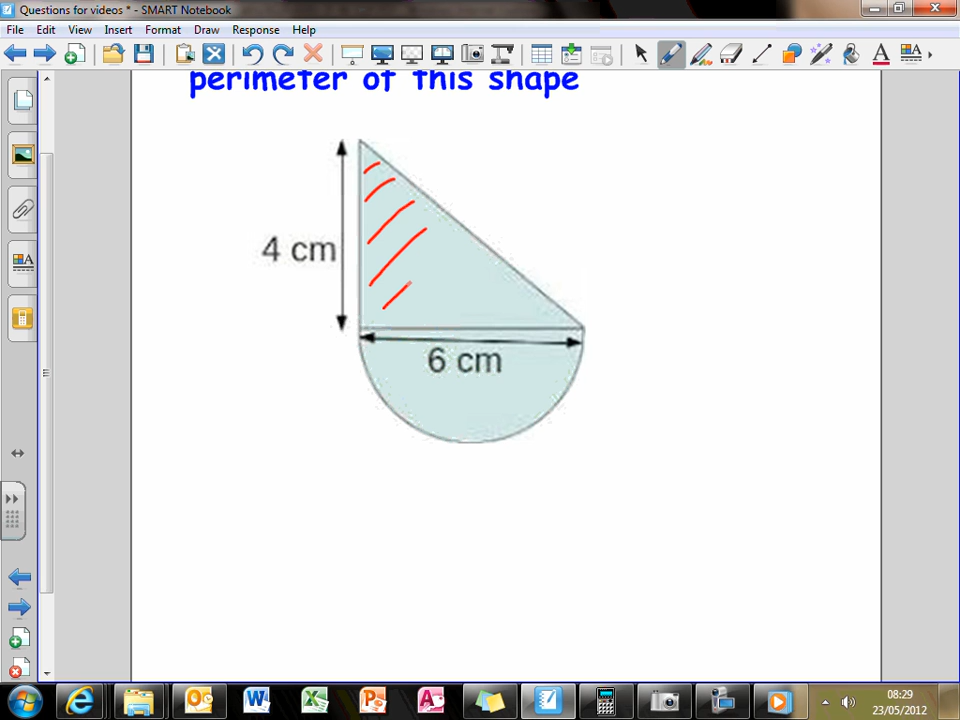 Questions for videos * - SMART Notebook
File Edit View Insert Format Draw Response Help
perimeter of this shape
4 cm
6 cm
08:29
23/05/2012